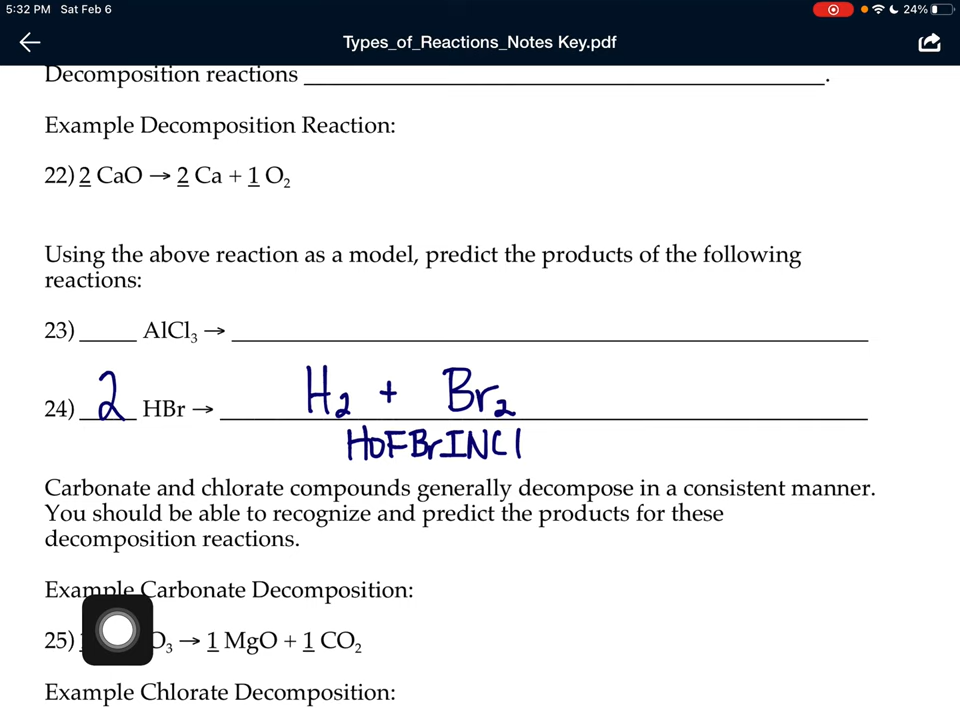 5:32 PM Sat Feb 6 24%
Types_of_Reactions_Notes Key.pdf
Decomposition reactions ____________________.
Example Decomposition Reaction:
22) 2 CaO → 2 Ca + 1 O₂
Using the above reaction as a model, predict the products of the following
reactions:
23) _____ AlCl₃ → ____________________
24) 2 HBr → H₂ + Br₂
HOFBrINCl
Carbonate and chlorate compounds generally decompose in a consistent manner.
You should be able to recognize and predict the products for these
decomposition reactions.
Example Carbonate Decomposition:
25) O₃ → 1 MgO + 1 CO₂
Example Chlorate Decomposition: